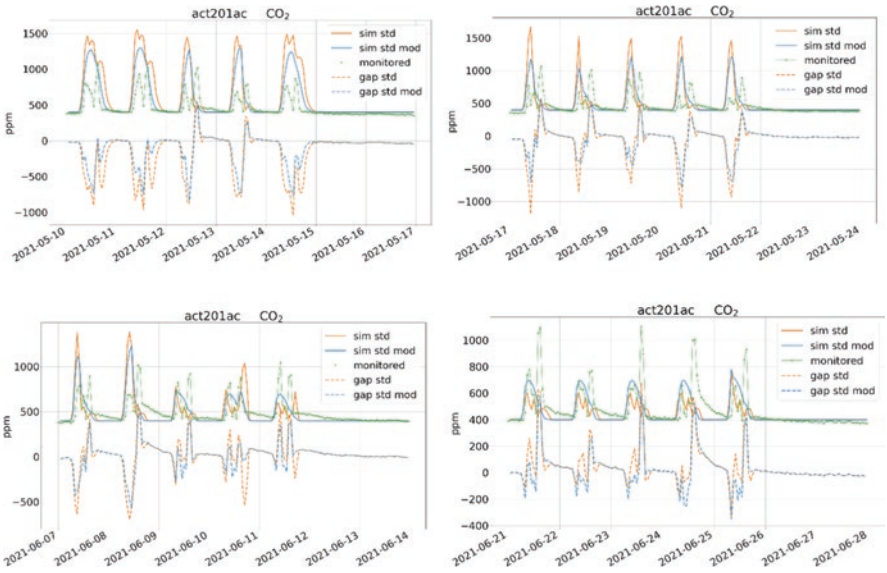 act201ac CO₂
1500
1000
500
0
−500
−1000
ppm
sim std
sim std mod
monitored
gap std
gap std mod
2021-05-10
2021-05-11
2021-05-12
2021-05-13
2021-05-14
2021-05-15
2021-05-16
2021-05-17
act201ac CO₂
1500
1000
500
0
−500
−1000
ppm
sim std
sim std mod
monitored
gap std
gap std mod
2021-05-17
2021-05-18
2021-05-19
2021-05-20
2021-05-21
2021-05-22
2021-05-23
2021-05-24
act201ac CO₂
1000
500
0
−500
ppm
sim std
sim std mod
monitored
gap std
gap std mod
2021-06-07
2021-06-08
2021-06-09
2021-06-10
2021-06-11
2021-06-12
2021-06-13
2021-06-14
act201ac CO₂
1000
800
600
400
200
0
−200
−400
ppm
sim std
sim std mod
monitored
gap std
gap std mod
2021-06-21
2021-06-22
2021-06-23
2021-06-24
2021-06-25
2021-06-26
2021-06-27
2021-06-28